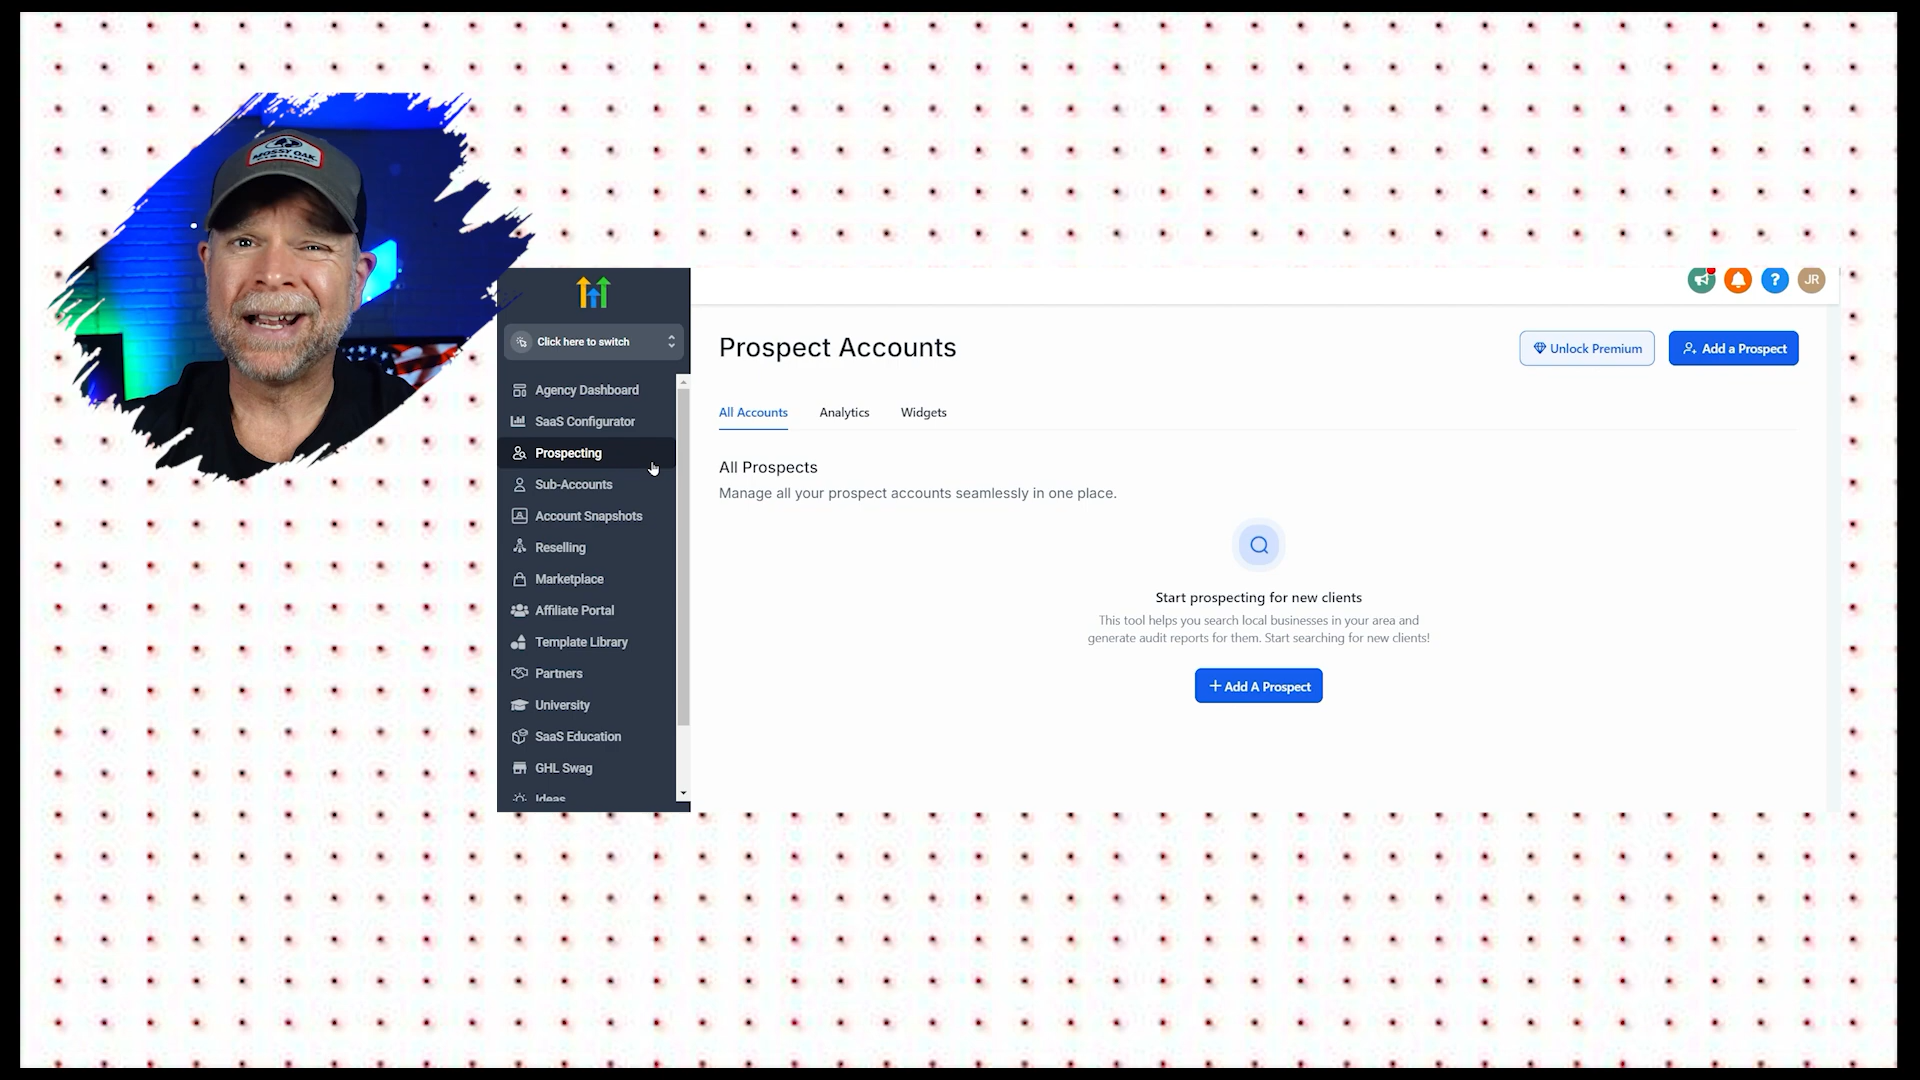 MOSSY OAK
Click here to switch
Agency Dashboard
SaaS Configurator
Prospecting
Sub-Accounts
Account Snapshots
Reselling
Marketplace
Affiliate Portal
Template Library
Partners
University
SaaS Education
GHL Swag
Ideas
JR
Prospect Accounts
Unlock Premium
Add a Prospect
All Accounts
Analytics
Widgets
All Prospects
Manage all your prospect accounts seamlessly in one place.
Start prospecting for new clients
This tool helps you search local businesses in your area and
generate audit reports for them. Start searching for new clients!
+ Add A Prospect